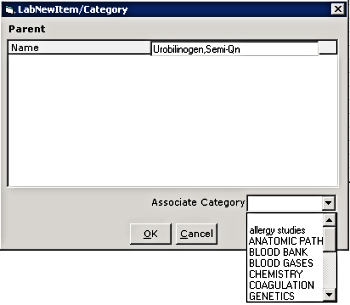 LabNewItem/Category
Parent
Name Urobilinogen,Semi-Qn
Associate Category
OK Cancel
allergy studies
ANATOMIC PATH
BLOOD BANK
BLOOD GASES
CHEMISTRY
COAGULATION
GENETICS